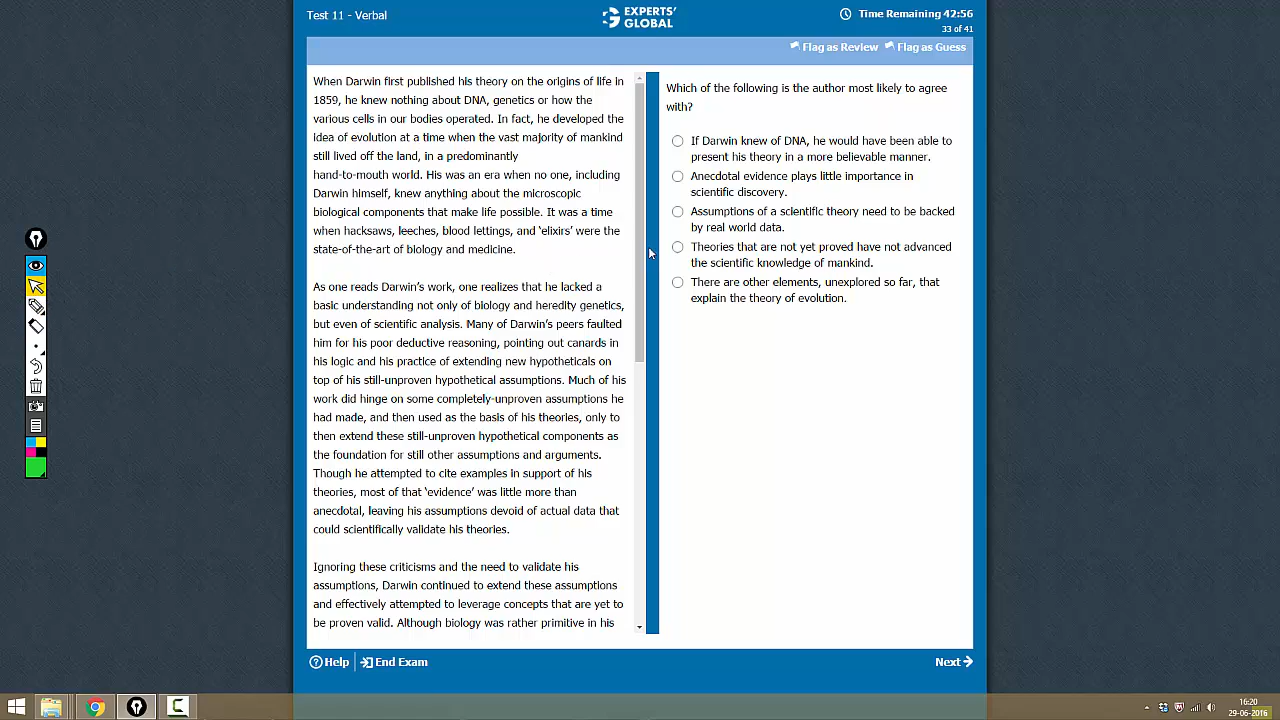 Test 11 - Verbal
EXPERTS'
GLOBAL
Time Remaining 42:56
33 of 41
Flag as Review
Flag as Guess
When Darwin first published his theory on the origins of life in
1859, he knew nothing about DNA, genetics or how the
various cells in our bodies operated. In fact, he developed the
idea of evolution at a time when the vast majority of mankind
still lived off the land, in a predominantly
hand-to-mouth world. His was an era when no one, including
Darwin himself, knew anything about the microscopic
biological components that make life possible. It was a time
when hacksaws, leeches, blood lettings, and ‘elixirs’ were the
state-of-the-art of biology and medicine.
As one reads Darwin’s work, one realizes that he lacked a
basic understanding not only of biology and heredity genetics,
but even of scientific analysis. Many of Darwin’s peers faulted
him for his poor deductive reasoning, pointing out canards in
his logic and his practice of extending new hypotheticals on
top of his still-unproven hypothetical assumptions. Much of his
work did hinge on some completely-unproven assumptions he
had made, and then used as the basis of his theories, only to
then extend these still-unproven hypothetical components as
the foundation for still other assumptions and arguments.
Though he attempted to cite examples in support of his
theories, most of that ‘evidence’ was little more than
anecdotal, leaving his assumptions devoid of actual data that
could scientifically validate his theories.
Ignoring these criticisms and the need to validate his
assumptions, Darwin continued to extend these assumptions
and effectively attempted to leverage concepts that are yet to
be proven valid. Although biology was rather primitive in his
Which of the following is the author most likely to agree
with?
If Darwin knew of DNA, he would have been able to
present his theory in a more believable manner.
Anecdotal evidence plays little importance in
scientific discovery.
Assumptions of a scientific theory need to be backed
by real world data.
Theories that are not yet proved have not advanced
the scientific knowledge of mankind.
There are other elements, unexplored so far, that
explain the theory of evolution.
Help
End Exam
Next
16:20
29-06-2016